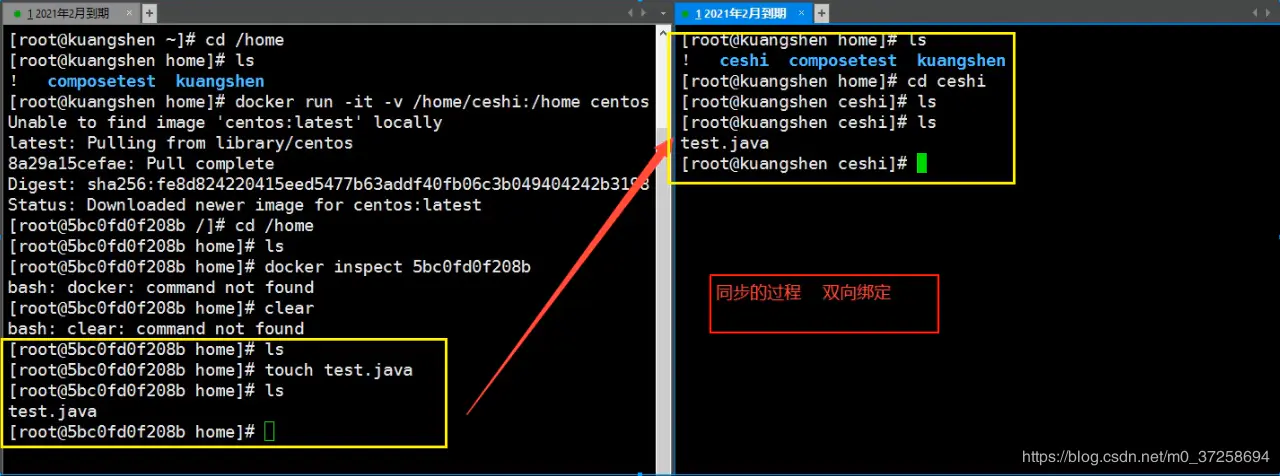 1 2021年2月到期 × +
[root@kuangshen ~]# cd /home
[root@kuangshen home]# ls
!   composetest  kuangshen
[root@kuangshen home]# docker run -it -v /home/ceshi:/home centos
Unable to find image 'centos:latest' locally
latest: Pulling from library/centos
8a29a15cefae: Pull complete
Digest: sha256:fe8d824220415eed5477b63addf40fb06c3b049404242b3198
Status: Downloaded newer image for centos:latest
[root@5bc0fd0f208b /]# cd /home
[root@5bc0fd0f208b home]# ls
[root@5bc0fd0f208b home]# docker inspect 5bc0fd0f208b
bash: docker: command not found
[root@5bc0fd0f208b home]# clear
bash: clear: command not found
[root@5bc0fd0f208b home]# ls
[root@5bc0fd0f208b home]# touch test.java
[root@5bc0fd0f208b home]# ls
test.java
[root@5bc0fd0f208b home]#
1 2021年2月到期 × +
[root@kuangshen home]# ls
!   ceshi  composetest  kuangshen
[root@kuangshen home]# cd ceshi
[root@kuangshen ceshi]# ls
[root@kuangshen ceshi]# ls
test.java
[root@kuangshen ceshi]#
同步的过程 双向绑定
https://blog.csdn.net/m0_37258694